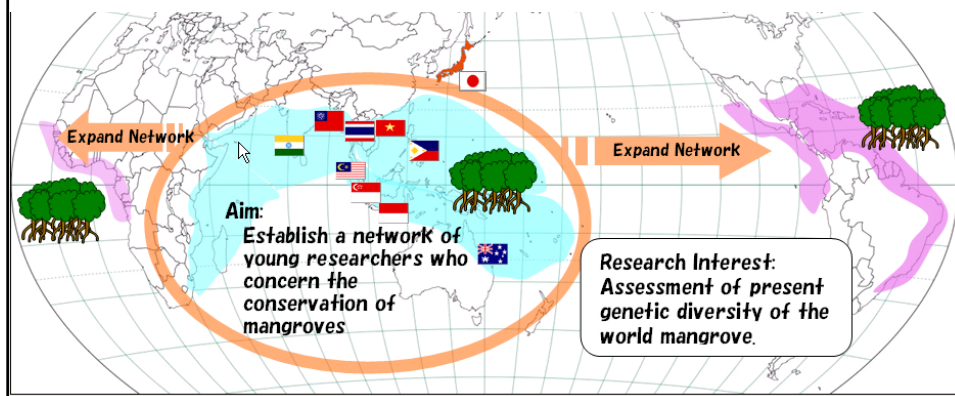 Expand Network
Expand Network
Aim:
Establish a network of
young researchers who
concern the
conservation of
mangroves
Research Interest:
Assessment of present
genetic diversity of the
world mangrove.